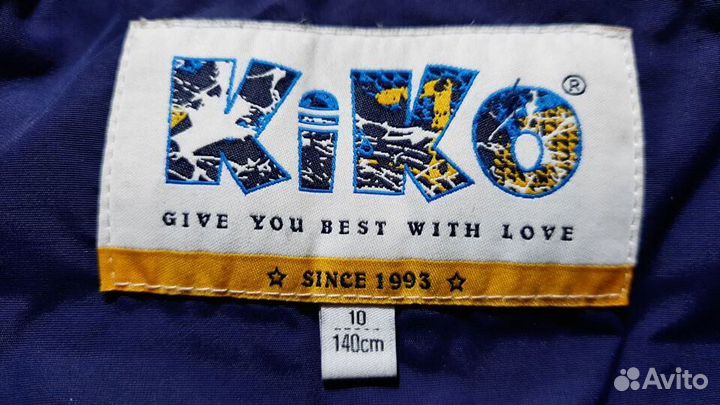 KiKo ®
GIVE YOU BEST WITH LOVE
☆ SINCE 1993 ☆
10
140cm
Avito